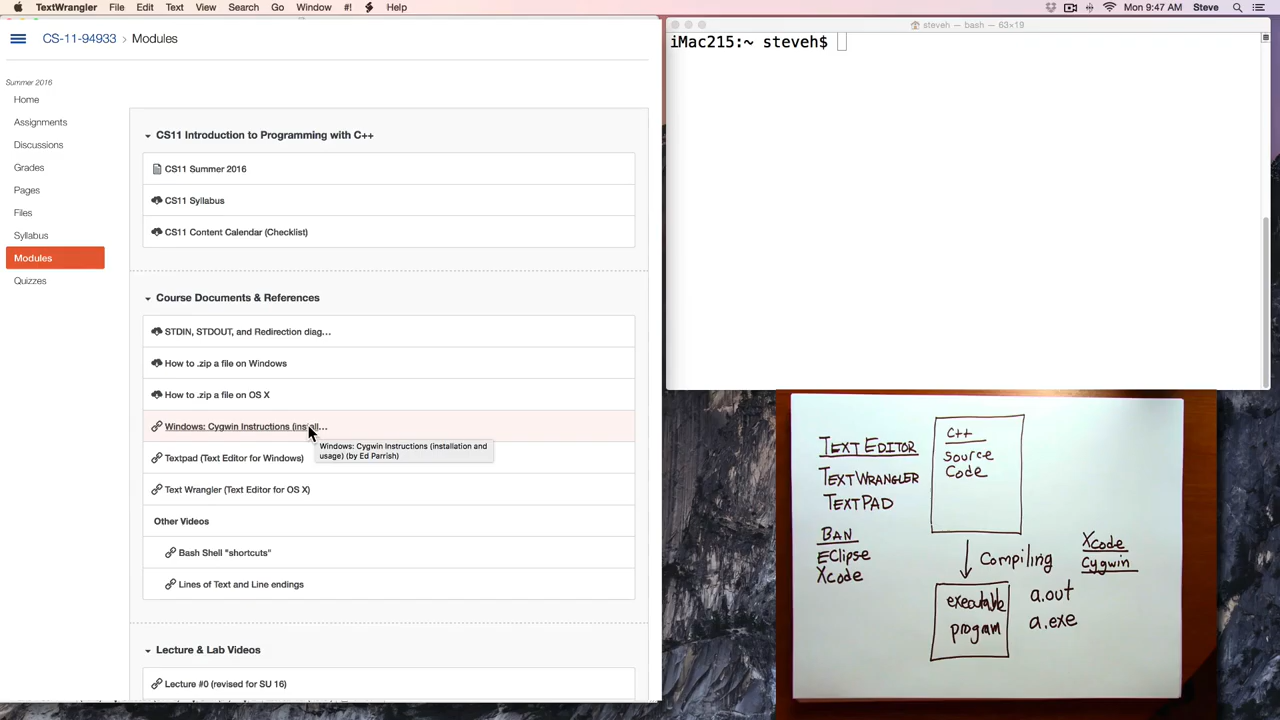 TextWrangler File Edit Text View Search Go Window #! Help
Mon 9:47 AM Steve
CS-11-94933 › Modules
Summer 2016
Home
Assignments
Discussions
Grades
Pages
Files
Syllabus
Modules
Quizzes
CS11 Introduction to Programming with C++
CS11 Summer 2016
CS11 Syllabus
CS11 Content Calendar (Checklist)
Course Documents & References
STDIN, STDOUT, and Redirection diag...
How to .zip a file on Windows
How to .zip a file on OS X
Windows: Cygwin Instructions (install...
Windows: Cygwin Instructions (installation and
usage) (by Ed Parrish)
Textpad (Text Editor for Windows)
Text Wrangler (Text Editor for OS X)
Other Videos
Bash Shell "shortcuts"
Lines of Text and Line endings
Lecture & Lab Videos
Lecture #0 (revised for SU 16)
steveh — bash — 63×19
iMac215:~ steveh$
TEXT EDITOR
TEXTWRANGLER
TEXTPAD
BAN
EClipse
Xcode
C++
Source
Code
Compiling
Xcode
Cygwin
executable
program
a.out
a.exe